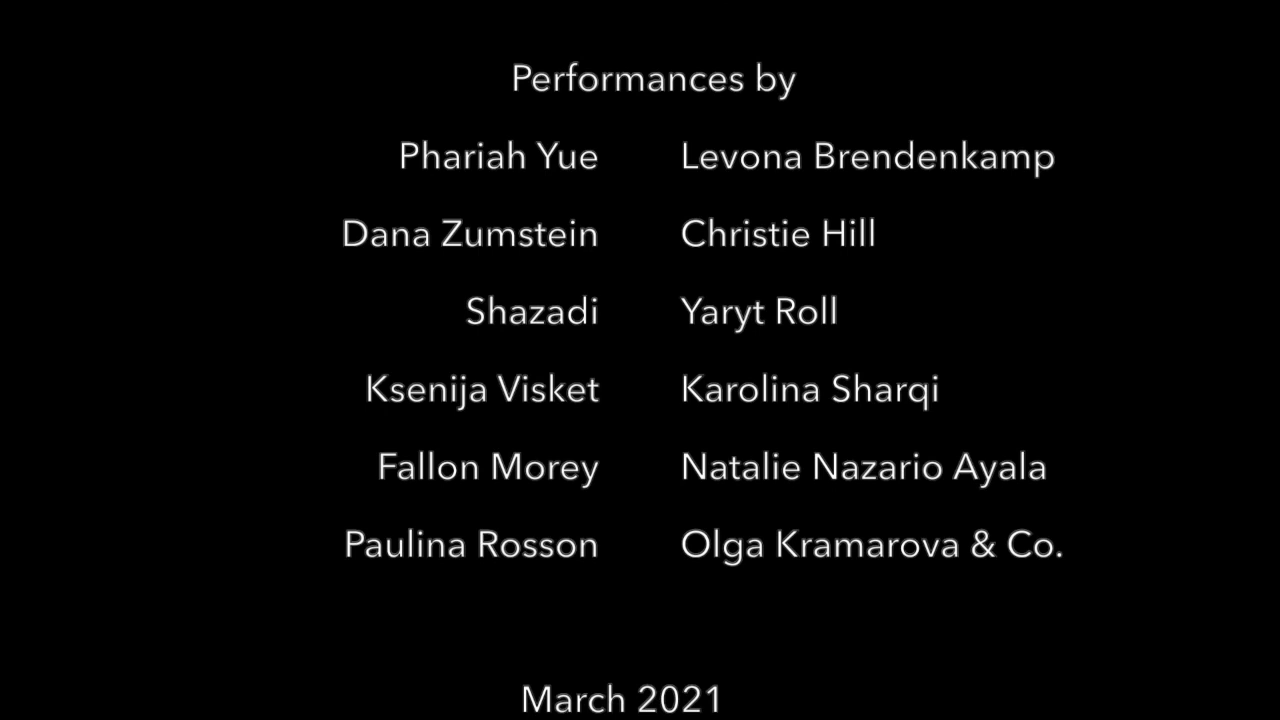 Performances by
Phariah Yue Levona Brendenkamp
Dana Zumstein Christie Hill
Shazadi Yaryt Roll
Ksenija Visket Karolina Sharqi
Fallon Morey Natalie Nazario Ayala
Paulina Rosson Olga Kramarova & Co.
March 2021